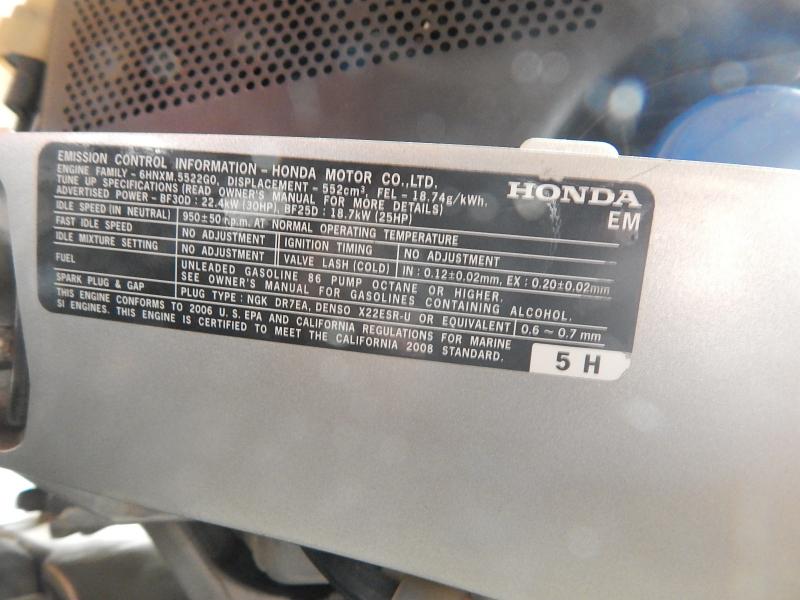 EMISSION CONTROL INFORMATION - HONDA MOTOR CO.,LTD.
ENGINE FAMILY - 6HNXM.5522G0, DISPLACEMENT - 552cm³, FEL - 18.74g/kWh.
TUNE UP SPECIFICATIONS (READ OWNER'S MANUAL FOR MORE DETAILS)
ADVERTISED POWER - BF30D : 22.4kW (30HP), BF25D : 18.7kW (25HP)
HONDA
EM
IDLE SPEED (IN NEUTRAL) 950±50 r.p.m. AT NORMAL OPERATING TEMPERATURE
FAST IDLE SPEED NO ADJUSTMENT IGNITION TIMING NO ADJUSTMENT
IDLE MIXTURE SETTING NO ADJUSTMENT VALVE LASH (COLD) IN : 0.12±0.02mm, EX : 0.20±0.02mm
FUEL UNLEADED GASOLINE 86 PUMP OCTANE OR HIGHER.
SEE OWNER'S MANUAL FOR GASOLINES CONTAINING ALCOHOL.
SPARK PLUG & GAP PLUG TYPE : NGK DR7EA, DENSO X22ESR-U OR EQUIVALENT 0.6 ~ 0.7 mm
THIS ENGINE CONFORMS TO 2006 U.S. EPA AND CALIFORNIA REGULATIONS FOR MARINE
SI ENGINES. THIS ENGINE IS CERTIFIED TO MEET THE CALIFORNIA 2008 STANDARD.
5 H